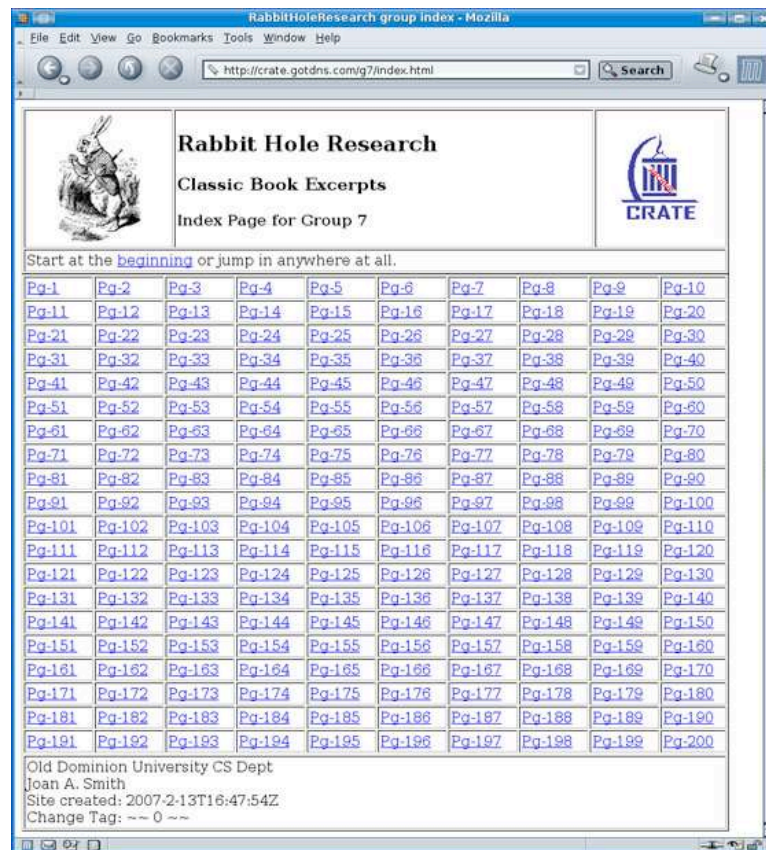 RabbitHoleResearch group index - Mozilla
File Edit View Go Bookmarks Tools Window Help
http://crate.gotdns.com/g7/index.html Search
Rabbit Hole Research
Classic Book Excerpts
Index Page for Group 7
CRATE
Start at the beginning or jump in anywhere at all.
Pg-1 Pg-2 Pg-3 Pg-4 Pg-5 Pg-6 Pg-7 Pg-8 Pg-9 Pg-10
Pg-11 Pg-12 Pg-13 Pg-14 Pg-15 Pg-16 Pg-17 Pg-18 Pg-19 Pg-20
Pg-21 Pg-22 Pg-23 Pg-24 Pg-25 Pg-26 Pg-27 Pg-28 Pg-29 Pg-30
Pg-31 Pg-32 Pg-33 Pg-34 Pg-35 Pg-36 Pg-37 Pg-38 Pg-39 Pg-40
Pg-41 Pg-42 Pg-43 Pg-44 Pg-45 Pg-46 Pg-47 Pg-48 Pg-49 Pg-50
Pg-51 Pg-52 Pg-53 Pg-54 Pg-55 Pg-56 Pg-57 Pg-58 Pg-59 Pg-60
Pg-61 Pg-62 Pg-63 Pg-64 Pg-65 Pg-66 Pg-67 Pg-68 Pg-69 Pg-70
Pg-71 Pg-72 Pg-73 Pg-74 Pg-75 Pg-76 Pg-77 Pg-78 Pg-79 Pg-80
Pg-81 Pg-82 Pg-83 Pg-84 Pg-85 Pg-86 Pg-87 Pg-88 Pg-89 Pg-90
Pg-91 Pg-92 Pg-93 Pg-94 Pg-95 Pg-96 Pg-97 Pg-98 Pg-99 Pg-100
Pg-101 Pg-102 Pg-103 Pg-104 Pg-105 Pg-106 Pg-107 Pg-108 Pg-109 Pg-110
Pg-111 Pg-112 Pg-113 Pg-114 Pg-115 Pg-116 Pg-117 Pg-118 Pg-119 Pg-120
Pg-121 Pg-122 Pg-123 Pg-124 Pg-125 Pg-126 Pg-127 Pg-128 Pg-129 Pg-130
Pg-131 Pg-132 Pg-133 Pg-134 Pg-135 Pg-136 Pg-137 Pg-138 Pg-139 Pg-140
Pg-141 Pg-142 Pg-143 Pg-144 Pg-145 Pg-146 Pg-147 Pg-148 Pg-149 Pg-150
Pg-151 Pg-152 Pg-153 Pg-154 Pg-155 Pg-156 Pg-157 Pg-158 Pg-159 Pg-160
Pg-161 Pg-162 Pg-163 Pg-164 Pg-165 Pg-166 Pg-167 Pg-168 Pg-169 Pg-170
Pg-171 Pg-172 Pg-173 Pg-174 Pg-175 Pg-176 Pg-177 Pg-178 Pg-179 Pg-180
Pg-181 Pg-182 Pg-183 Pg-184 Pg-185 Pg-186 Pg-187 Pg-188 Pg-189 Pg-190
Pg-191 Pg-192 Pg-193 Pg-194 Pg-195 Pg-196 Pg-197 Pg-198 Pg-199 Pg-200
Old Dominion University CS Dept
Joan A. Smith
Site created: 2007-2-13T16:47:54Z
Change Tag: ~~ 0 ~~